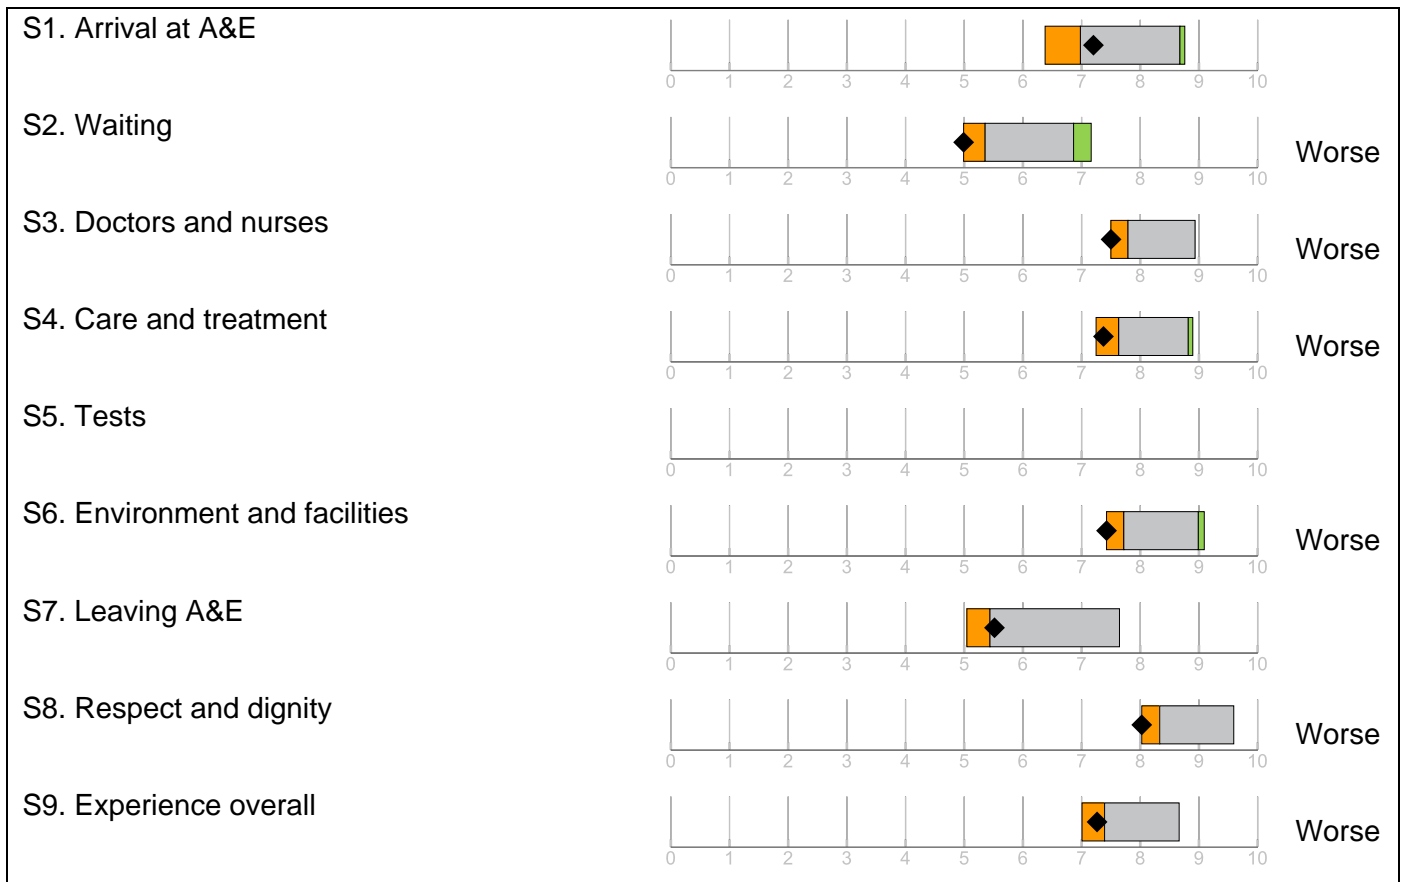 S1. Arrival at A&E
0 1 2 3 4 5 6 7 8 9 10
S2. Waiting
Worse
0 1 2 3 4 5 6 7 8 9 10
S3. Doctors and nurses
Worse
0 1 2 3 4 5 6 7 8 9 10
S4. Care and treatment
Worse
0 1 2 3 4 5 6 7 8 9 10
S5. Tests
0 1 2 3 4 5 6 7 8 9 10
S6. Environment and facilities
Worse
0 1 2 3 4 5 6 7 8 9 10
S7. Leaving A&E
0 1 2 3 4 5 6 7 8 9 10
S8. Respect and dignity
Worse
0 1 2 3 4 5 6 7 8 9 10
S9. Experience overall
Worse
0 1 2 3 4 5 6 7 8 9 10